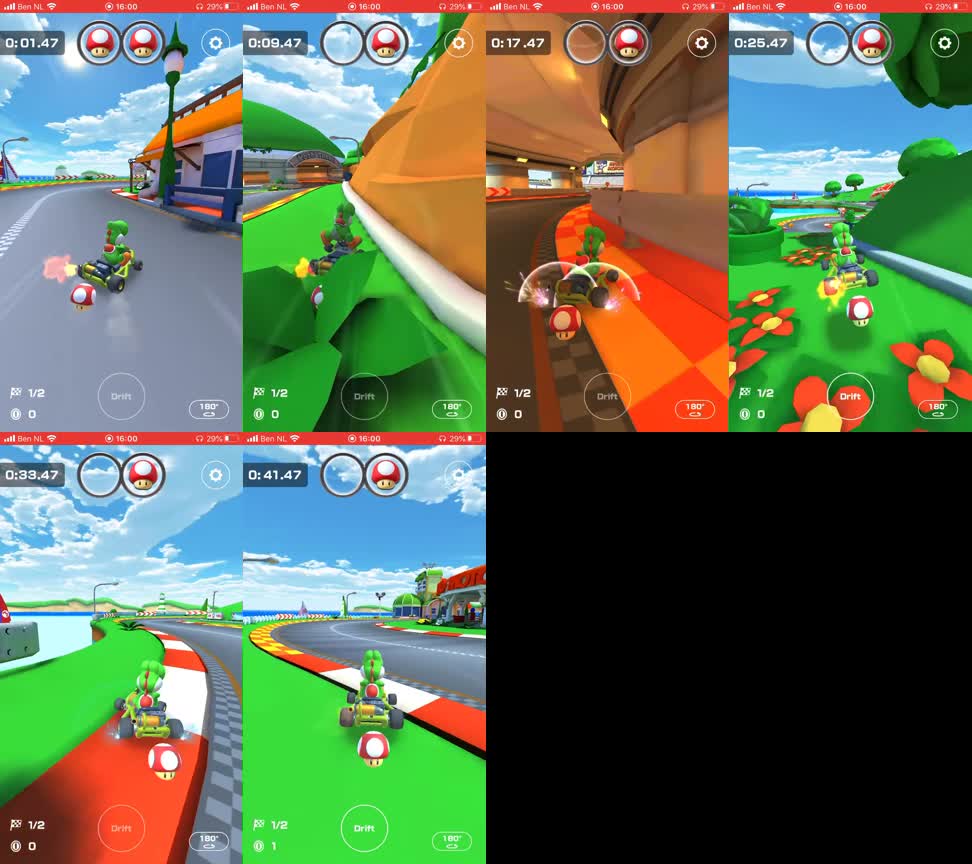 Ben NL 16:00 29%
0:01.47
1/2
Drift
180°
0
Ben NL 16:00 29%
0:09.47
1/2
Drift
180°
0
Ben NL 16:00 29%
0:17.47
1/2
Drift
180°
0
Ben NL 16:00 29%
0:25.47
1/2
Drift
180°
0
Ben NL 16:00 29%
0:33.47
1/2
Drift
180°
0
Ben NL 16:00 29%
0:41.47
1/2
Drift
180°
1